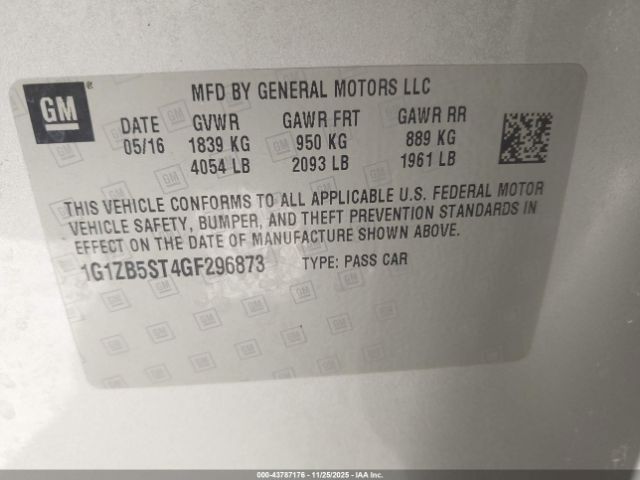 GM ®
MFD BY GENERAL MOTORS LLC
DATE GVWR GAWR FRT GAWR RR
05/16 1839 KG 950 KG 889 KG
4054 LB 2093 LB 1961 LB
THIS VEHICLE CONFORMS TO ALL APPLICABLE U.S. FEDERAL MOTOR
VEHICLE SAFETY, BUMPER, AND THEFT PREVENTION STANDARDS IN
EFFECT ON THE DATE OF MANUFACTURE SHOWN ABOVE.
1G1ZB5ST4GF296873 TYPE: PASS CAR
000-43787176 - 11/25/2025 - IAA Inc.